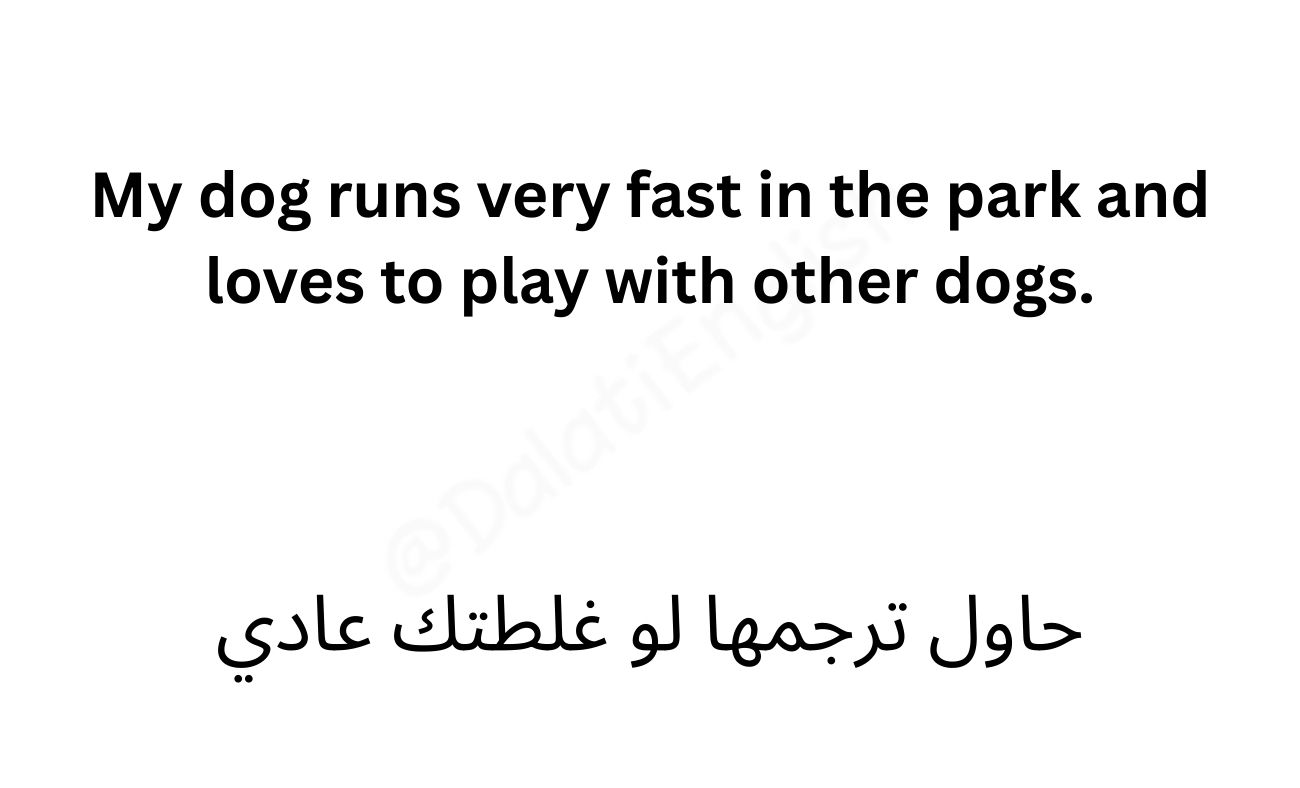 My dog runs very fast in the park and
loves to play with other dogs.
@DalatiEnglish
حاول ترجمها لو غلطتك عادي